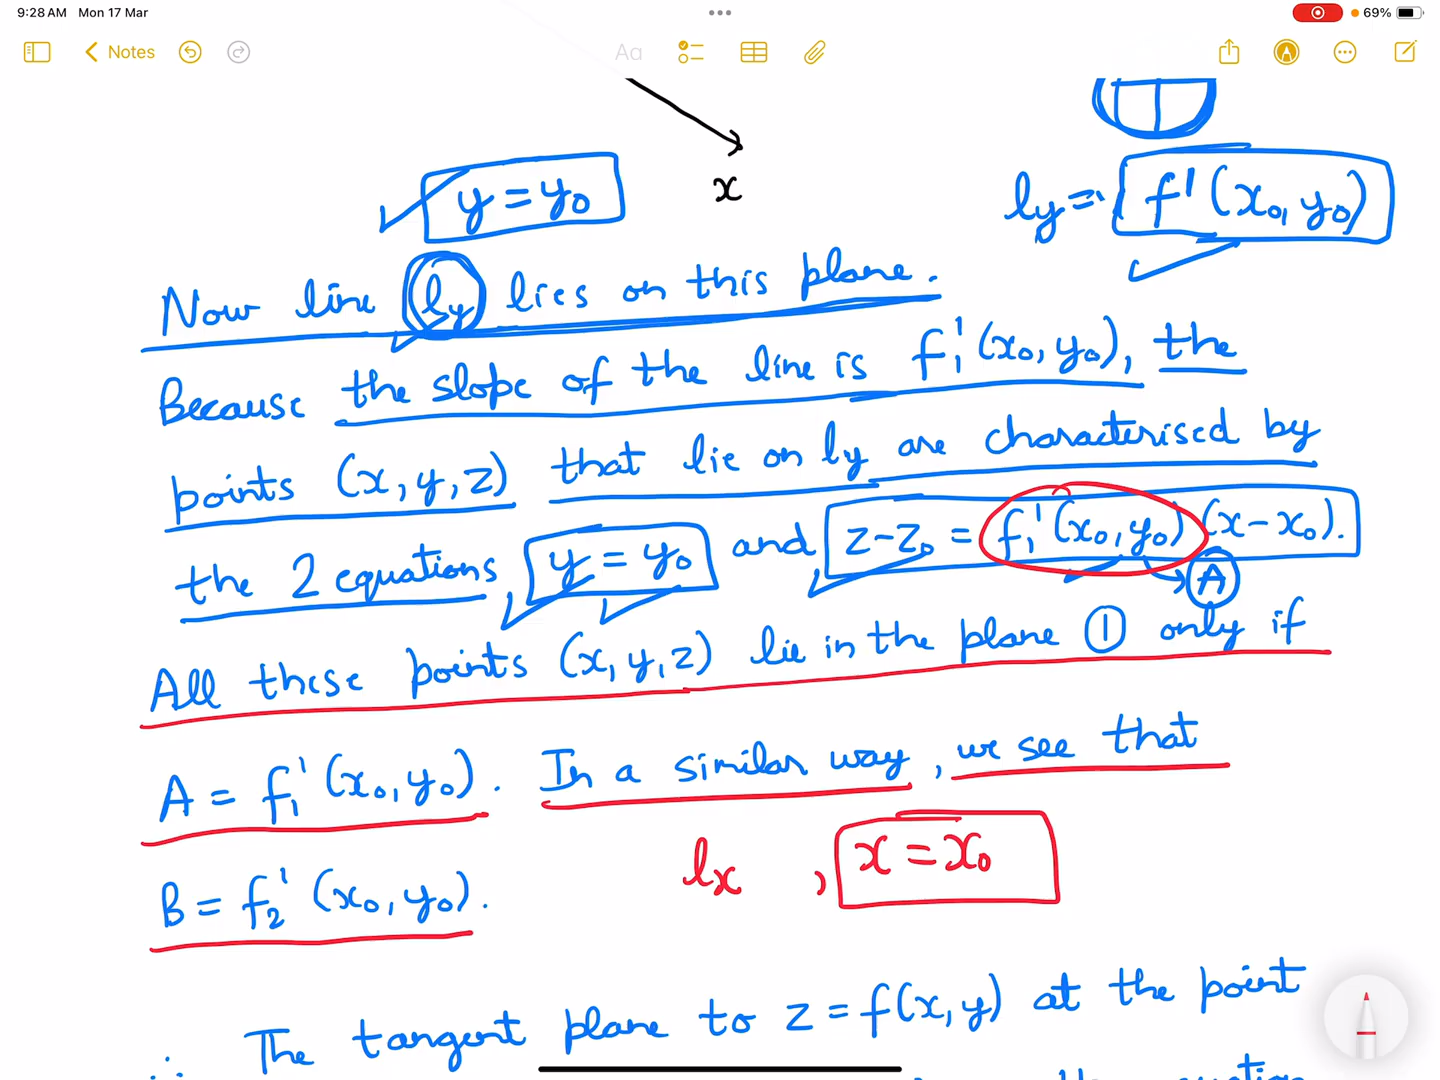 9:28 AM Mon 17 Mar
69%
Notes
Aa
x
y = y₀
ly = f'(x₀, y₀)
Now line ly lies on this plane.
Because the slope of the line is f₁'(x₀, y₀), the
points (x, y, z) that lie on ly are characterised by
the 2 equations y = y₀ and z - z₀ = f₁'(x₀, y₀) (x - x₀).
A
All these points (x, y, z) lie in the plane ① only if
A = f₁'(x₀, y₀). In a similar way, we see that
lx , x = x₀
B = f₂'(x₀, y₀).
∴ The tangent plane to z = f(x, y) at the point